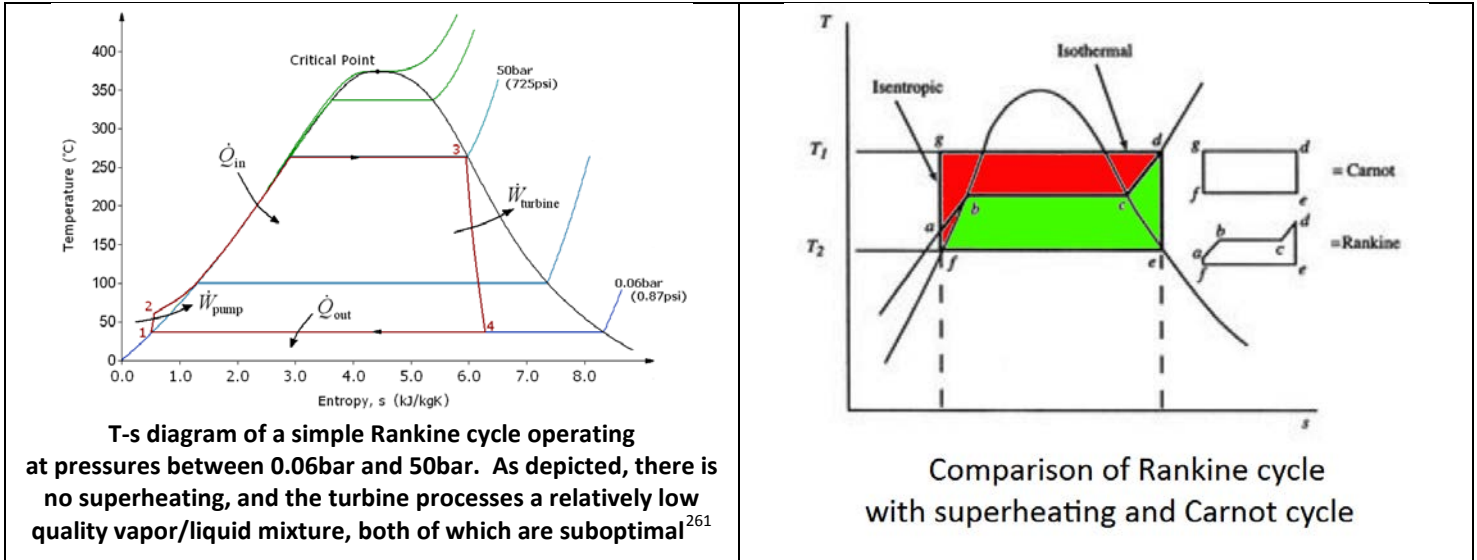 400
350
300
250
200
150
100
50
0
Temperature (°C)
Critical Point
50bar
(725psi)
Q̇in
3
Ẇturbine
2
Ẇpump
1
Q̇out
4
0.06bar
(0.87psi)
0.0 1.0 2.0 3.0 4.0 5.0 6.0 7.0 8.0
Entropy, s (kJ/kgK)
T-s diagram of a simple Rankine cycle operating
at pressures between 0.06bar and 50bar. As depicted, there is
no superheating, and the turbine processes a relatively low
quality vapor/liquid mixture, both of which are suboptimal261
T
Isothermal
Isentropic
T1
g
d
b
c
a
T2
f
e
s
g d
f e
= Carnot
b
d
a
c
f
e
=Rankine
Comparison of Rankine cycle
with superheating and Carnot cycle